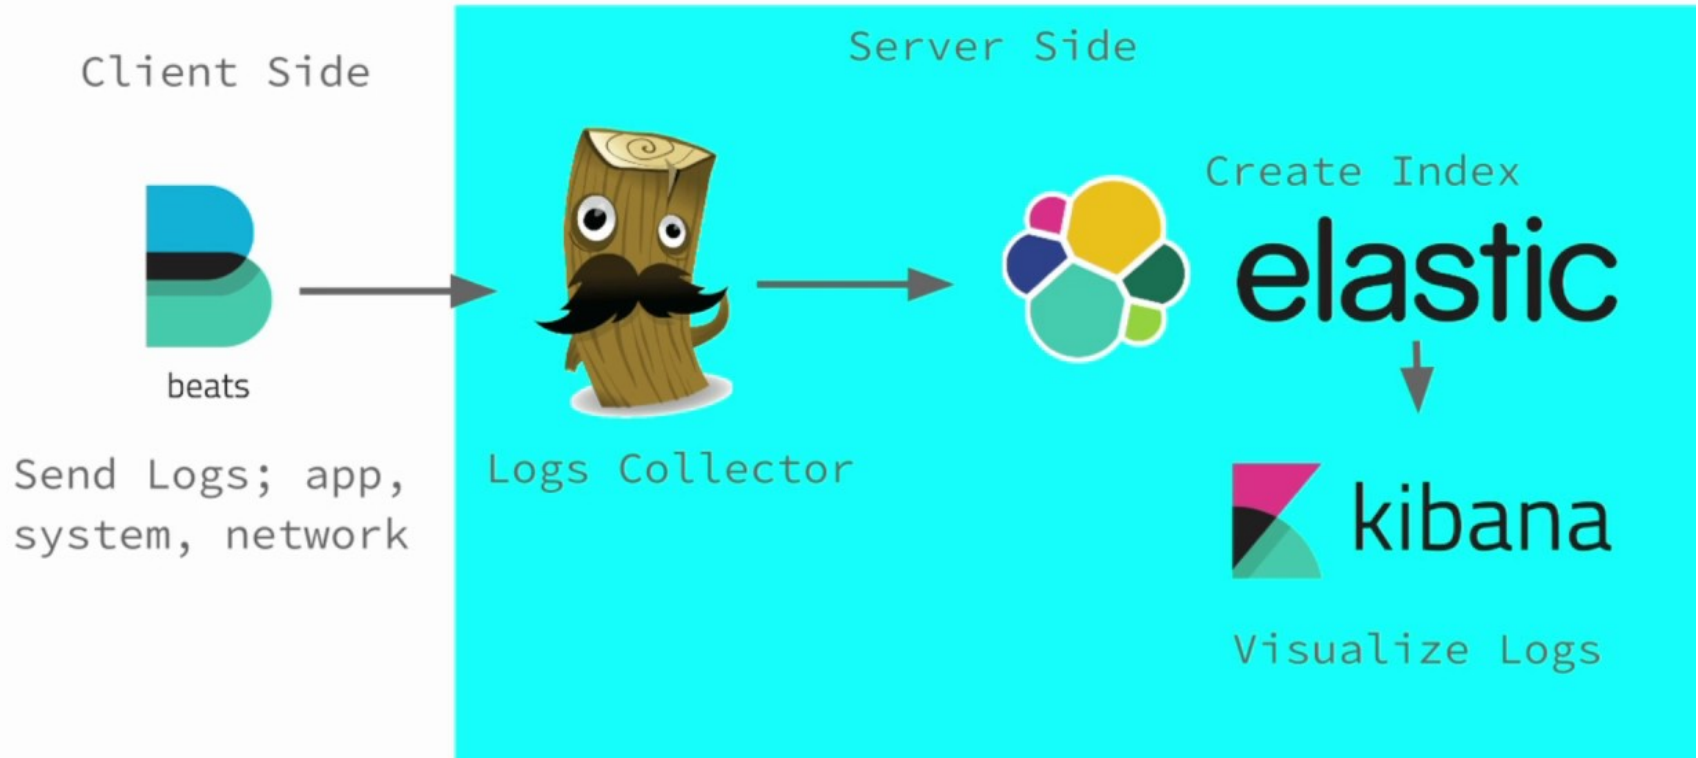 Client Side
Server Side
beats
Send Logs; app,
system, network
Logs Collector
Create Index
elastic
kibana
Visualize Logs